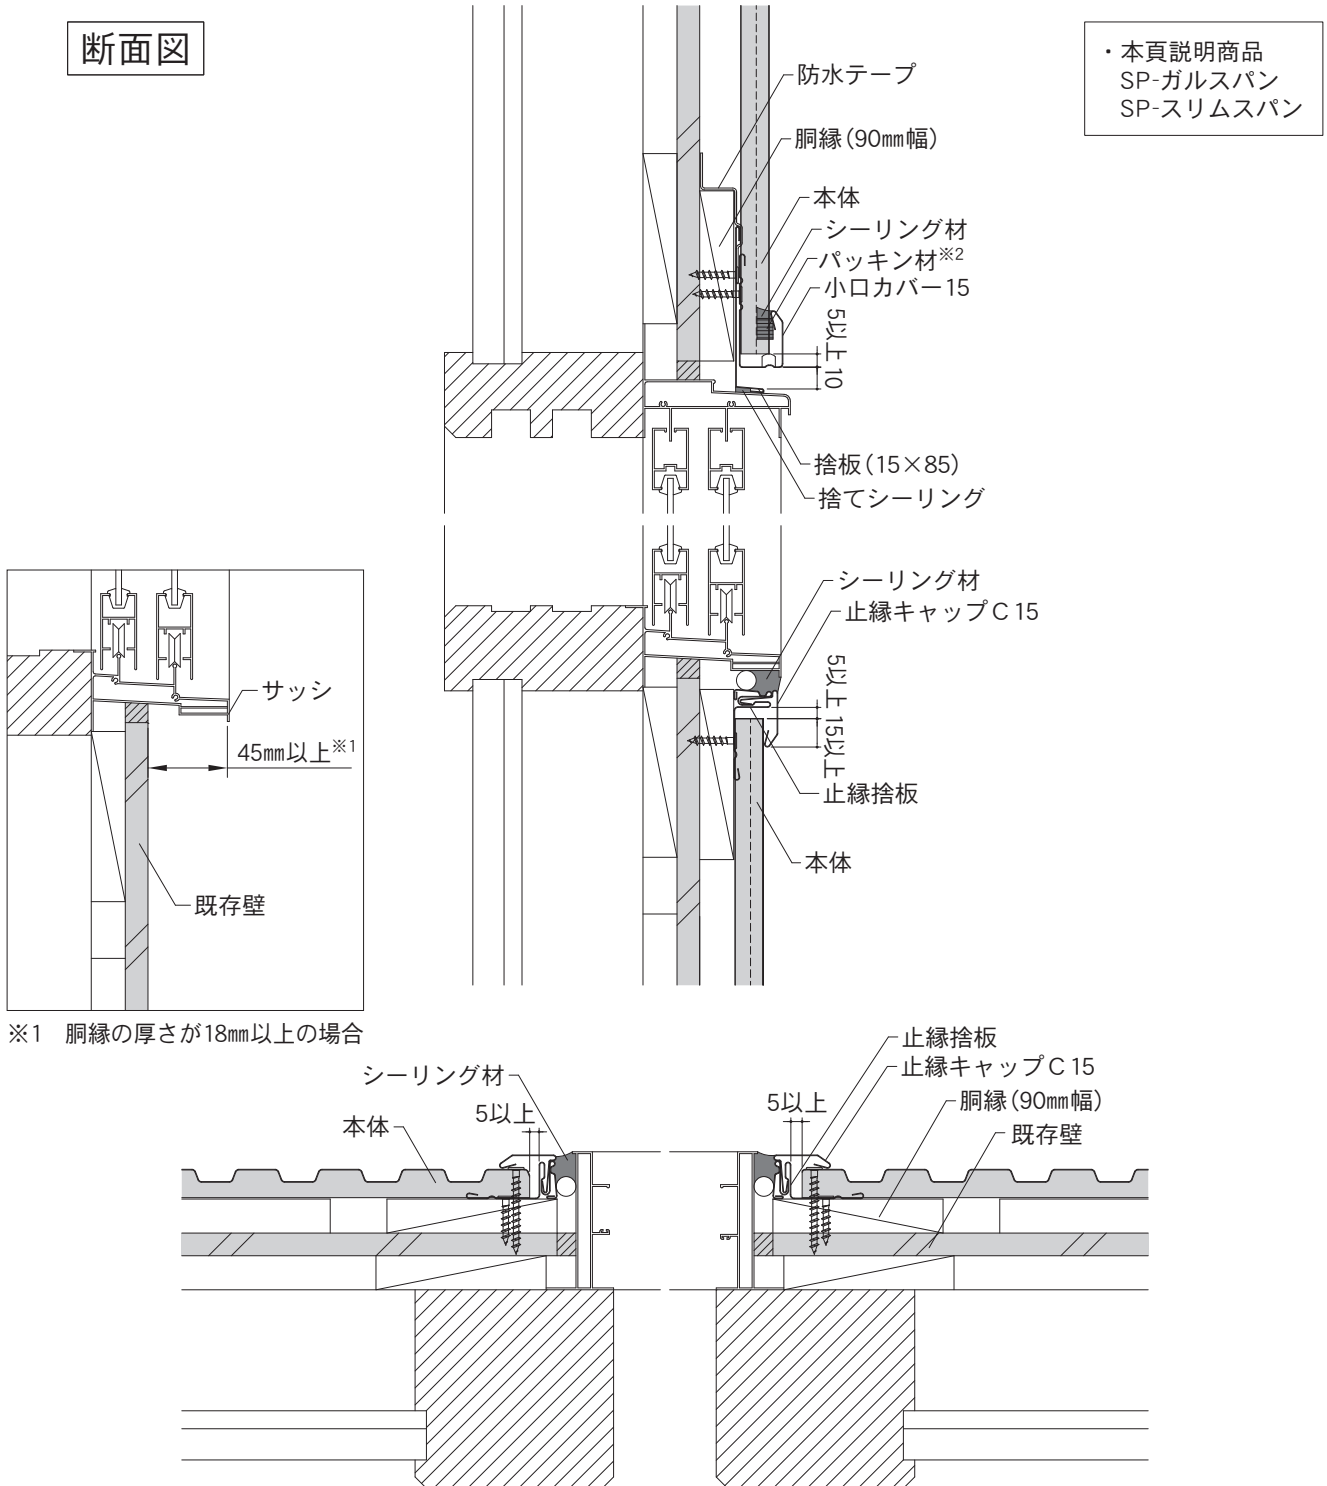 断面図
・本頁説明商品
SP-ガルスパン
SP-スリムスパン
防水テープ
胴縁(90㎜幅)
本体
シーリング材
パッキン材※2
小口カバー15
5以上
10
捨板(15×85)
捨てシーリング
シーリング材
止縁キャップC15
5以上
15以上
止縁捨板
本体
サッシ
45㎜以上※1
既存壁
※1 胴縁の厚さが18㎜以上の場合
シーリング材
5以上
本体
止縁捨板
止縁キャップC15
5以上
胴縁(90㎜幅)
既存壁